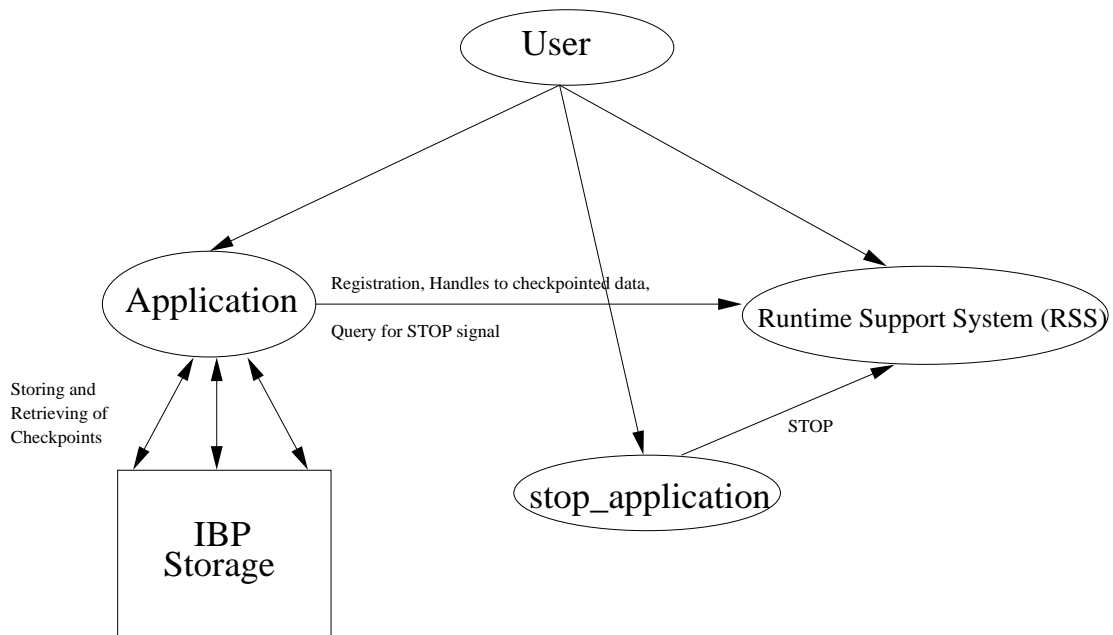 User
Application
Registration, Handles to checkpointed data,
Query for STOP signal
Runtime Support System (RSS)
Storing and
Retrieving of
Checkpoints
STOP
stop_application
IBP
Storage